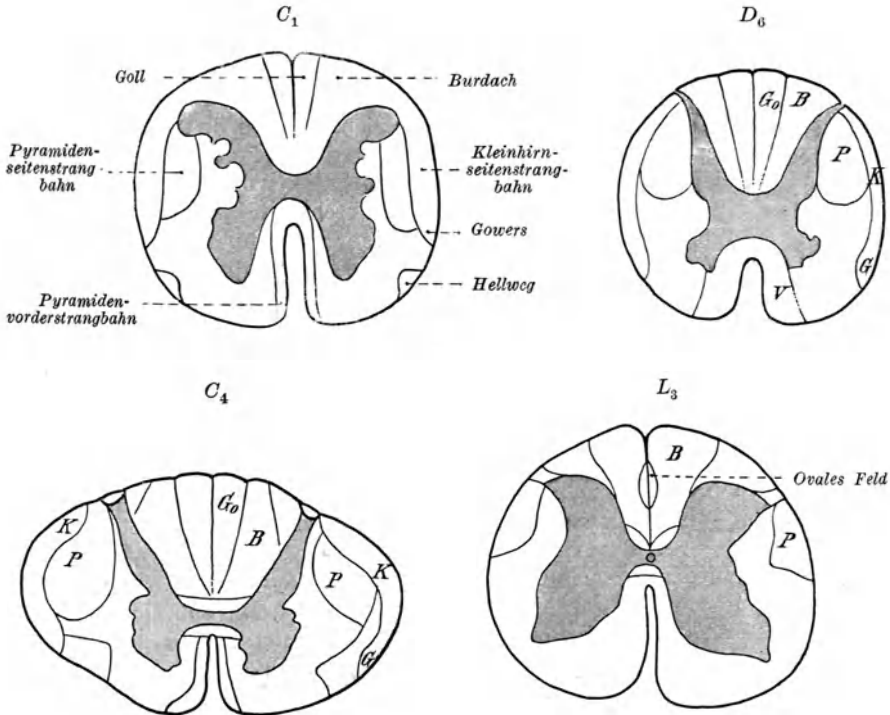 C₁
Goll
Burdach
Pyramiden-
seitenstrang
bahn
Kleinhirn-
seitenstrang-
bahn
Gowers
Pyramiden-
vorderstrangbahn
Hellweg
D₆
Gₒ B
P
K
G
V
C₄
K
P
Gₒ
B
P
K
G
L₃
B
Ovales Feld
P